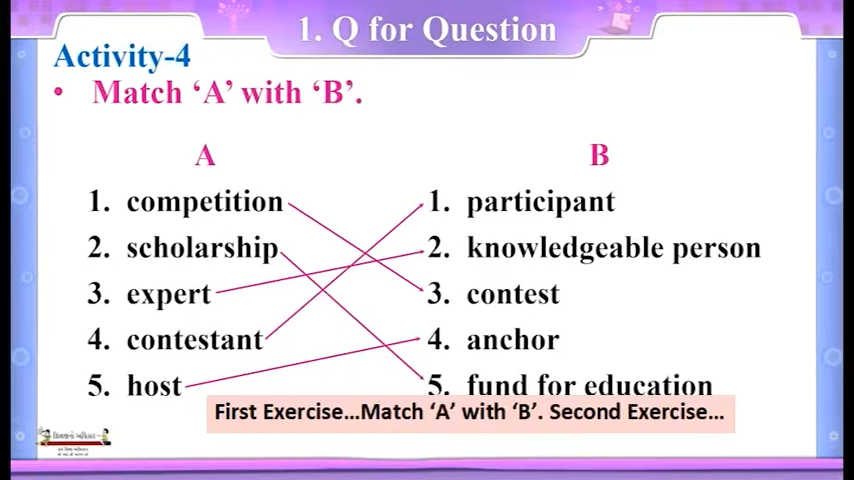 1. Q for Question
Activity-4
• Match ‘A’ with ‘B’.
A
B
1. competition
1. participant
2. scholarship
2. knowledgeable person
3. expert
3. contest
4. contestant
4. anchor
5. host
5. fund for education
First Exercise...Match ‘A’ with ‘B’. Second Exercise...